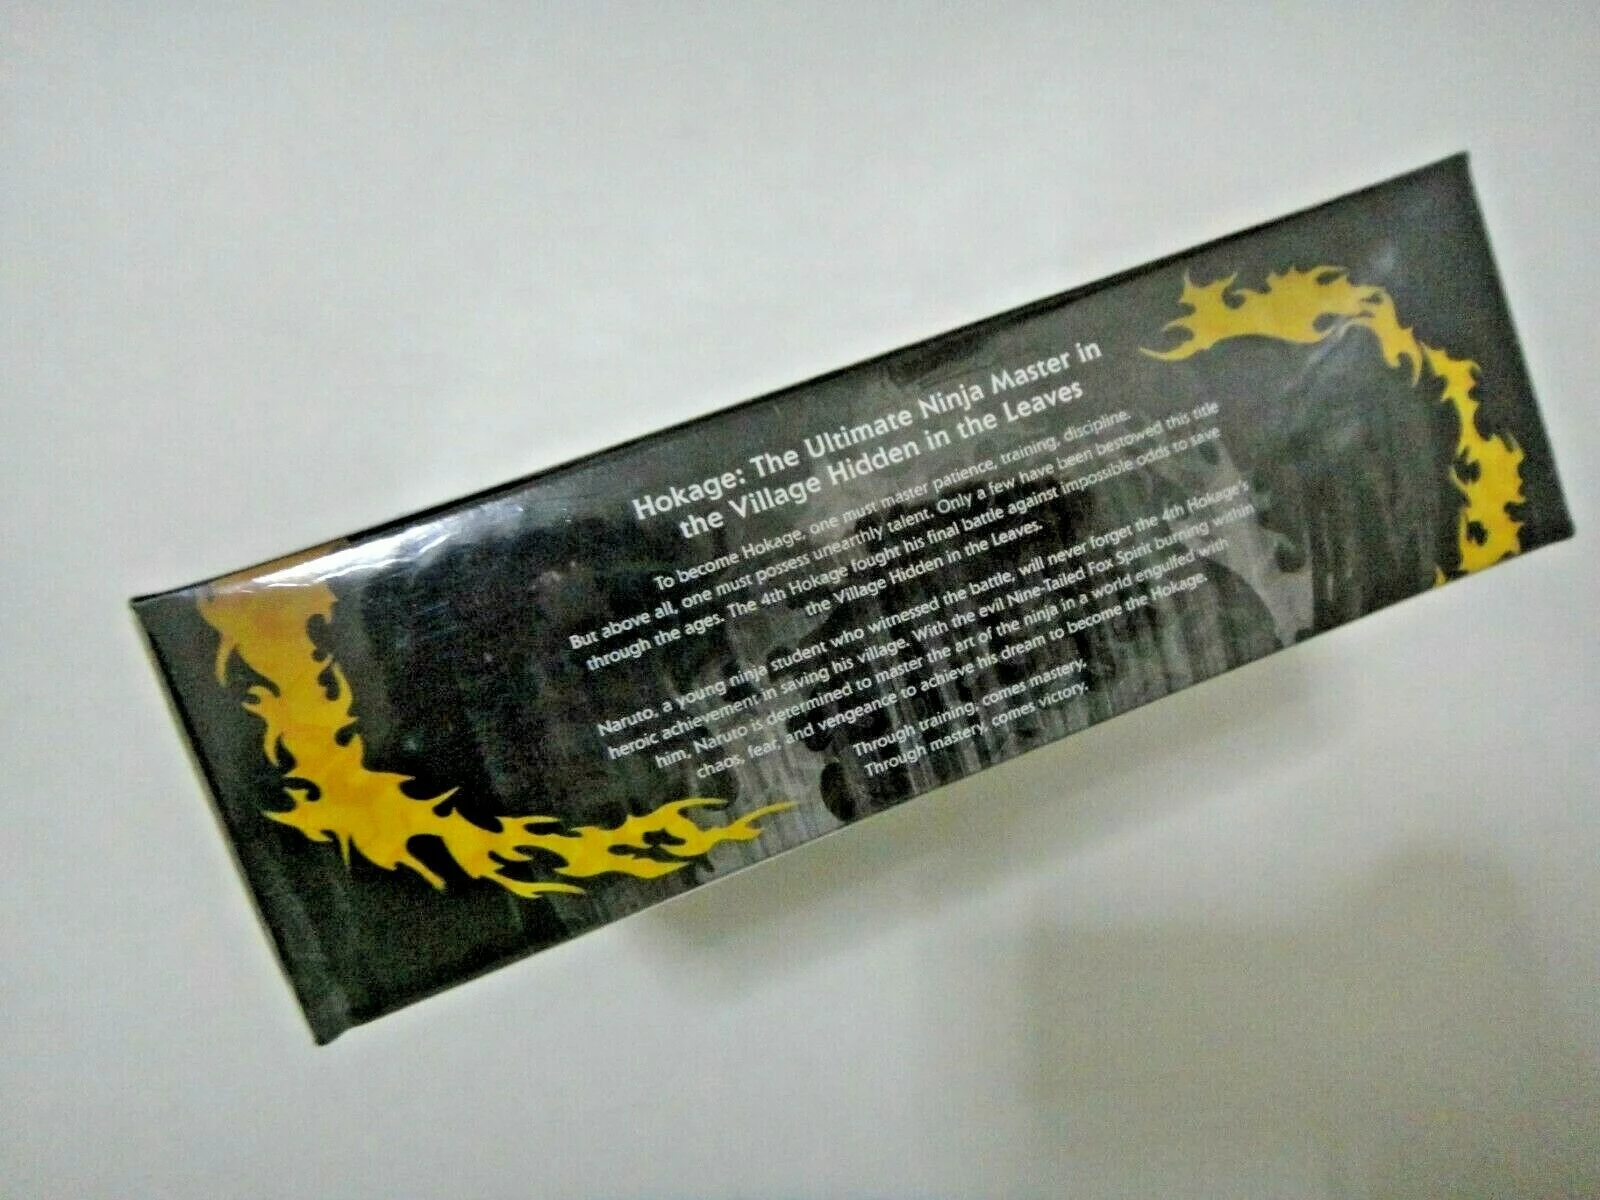 Hokage: The Ultimate Ninja Master in
the Village Hidden in the Leaves
To become Hokage, one must master patience, training, discipline.
But above all, one must possess unearthly talent. Only a few have been bestowed this title
through the ages. The 4th Hokage fought his final battle against impossible odds to save
the Village Hidden in the Leaves.
Naruto, a young ninja student who witnessed the battle, will never forget the 4th Hokage's
heroic achievement in saving his village. With the evil Nine-Tailed Fox Spirit burning within
him, Naruto is determined to master the art of the ninja in a world engulfed with
chaos, fear, and vengeance to achieve his dream to become the Hokage.
Through training, comes mastery.
Through mastery, comes victory.